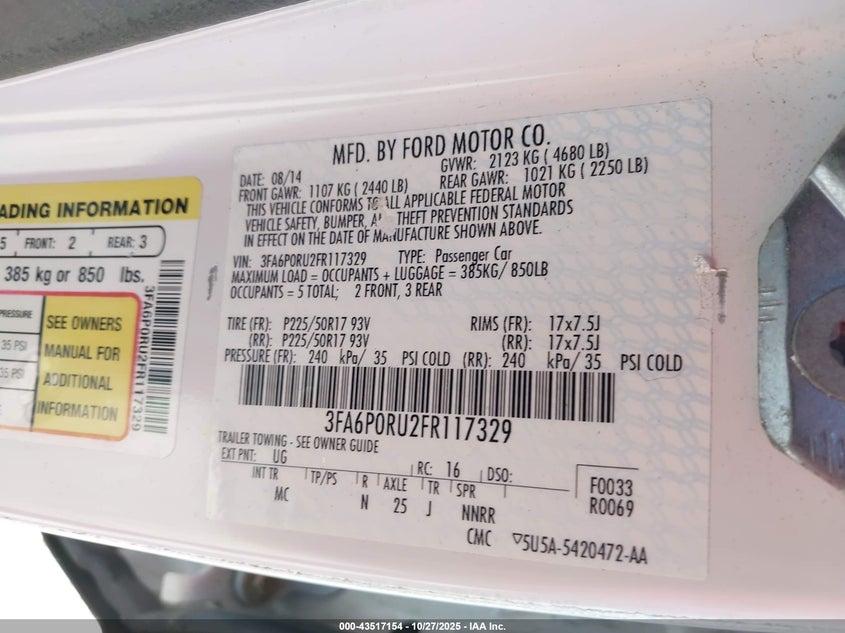 ADING INFORMATION
5 FRONT: 2 REAR: 3
385 kg or 850 lbs.
PRESSURE
35 PSI
35 PSI
SEE OWNERS
MANUAL FOR
ADDITIONAL
INFORMATION
3FA6P0RU2FR117329
MFD. BY FORD MOTOR CO.
DATE: 08/14 GVWR: 2123 KG ( 4680 LB)
FRONT GAWR: 1107 KG ( 2440 LB) REAR GAWR: 1021 KG ( 2250 LB)
THIS VEHICLE CONFORMS TO ALL APPLICABLE FEDERAL MOTOR
VEHICLE SAFETY, BUMPER, A THEFT PREVENTION STANDARDS
IN EFFECT ON THE DATE OF MANUFACTURE SHOWN ABOVE.
VIN: 3FA6P0RU2FR117329 TYPE: Passenger Car
MAXIMUM LOAD = OCCUPANTS + LUGGAGE = 385KG/ 850LB
OCCUPANTS = 5 TOTAL; 2 FRONT, 3 REAR
TIRE (FR): P225/50R17 93V RIMS (FR): 17x7.5J
(RR): P225/50R17 93V (RR): 17x7.5J
PRESSURE (FR): 240 kPa/ 35 PSI COLD (RR): 240 kPa/ 35 PSI COLD
3FA6P0RU2FR117329
TRAILER TOWING - SEE OWNER GUIDE
EXT PNT: UG RC: 16 DSO:
INT TR TP/PS R AXLE TR SPR F0033
MC N 25 J NNRR R0069
CMC ▽5U5A-5420472-AA
000-43517154 - 10/27/2025 - IAA Inc.